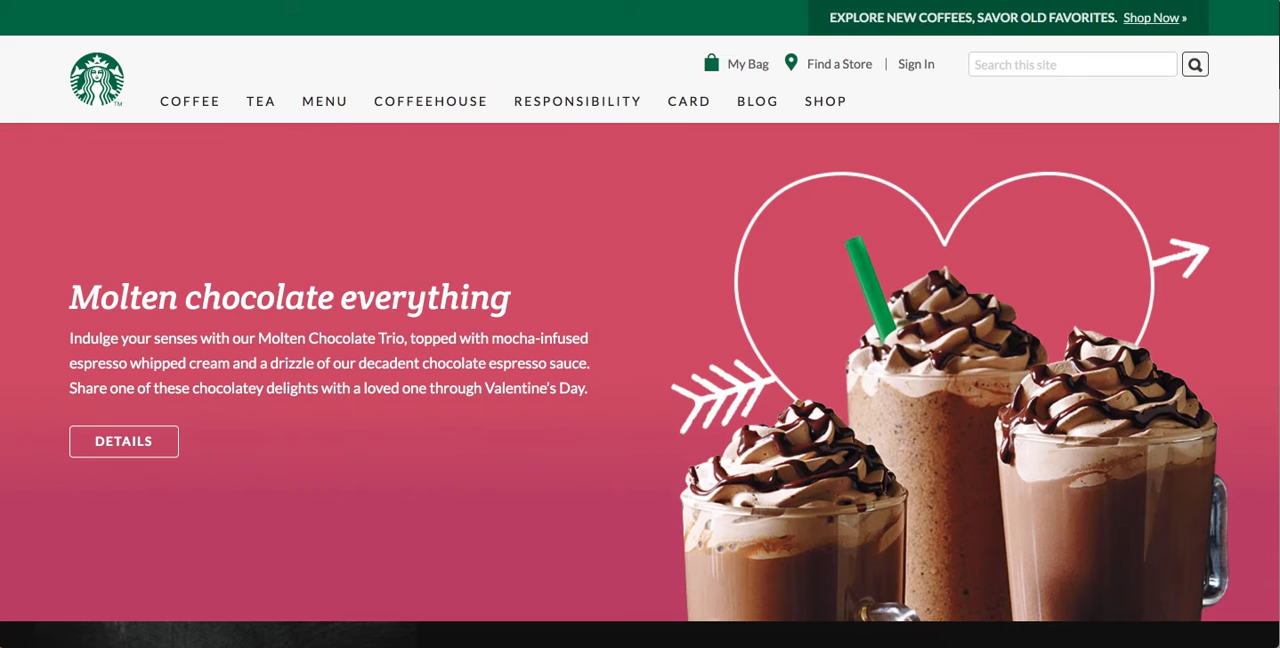 EXPLORE NEW COFFEES, SAVOR OLD FAVORITES. Shop Now »
My Bag Find a Store | Sign In Search this site
TM
COFFEE TEA MENU COFFEEHOUSE RESPONSIBILITY CARD BLOG SHOP
Molten chocolate everything
Indulge your senses with our Molten Chocolate Trio, topped with mocha-infused
espresso whipped cream and a drizzle of our decadent chocolate espresso sauce.
Share one of these chocolatey delights with a loved one through Valentine's Day.
DETAILS